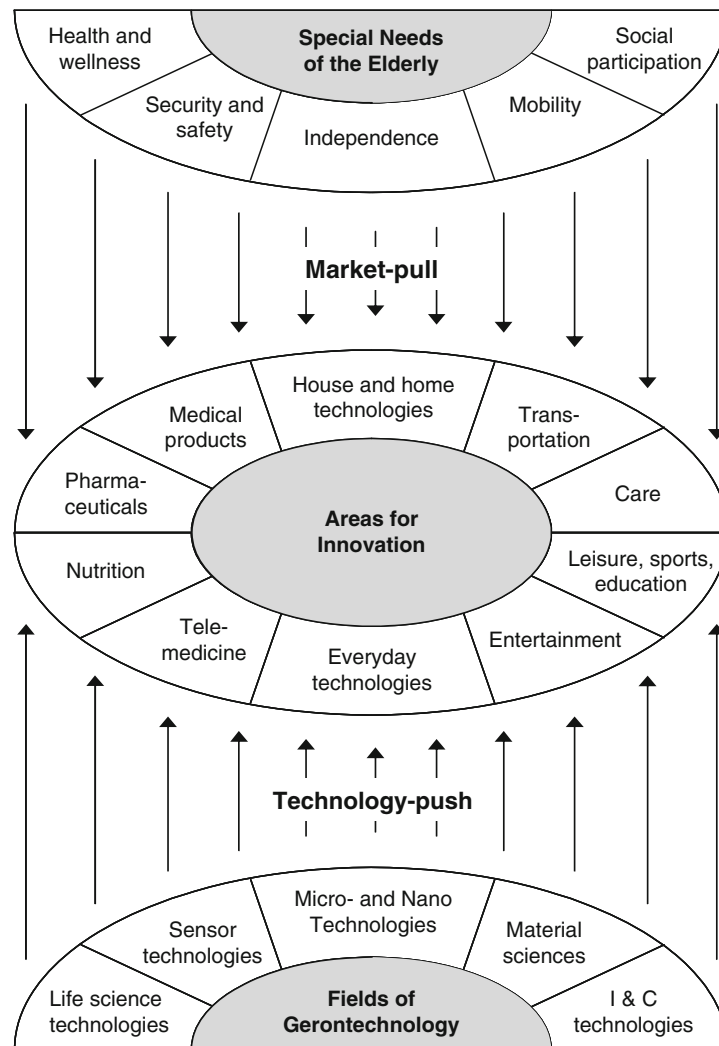 Health and
wellness
Special Needs
of the Elderly
Social
participation
Security and
safety
Independence
Mobility
Market-pull
House and home
technologies
Medical
products
Trans-
portation
Pharma-
ceuticals
Care
Areas for
Innovation
Nutrition
Leisure, sports,
education
Tele-
medicine
Everyday
technologies
Entertainment
Technology-push
Micro- and Nano
Technologies
Sensor
technologies
Material
sciences
Life science
technologies
Fields of
Gerontechnology
I & C
technologies